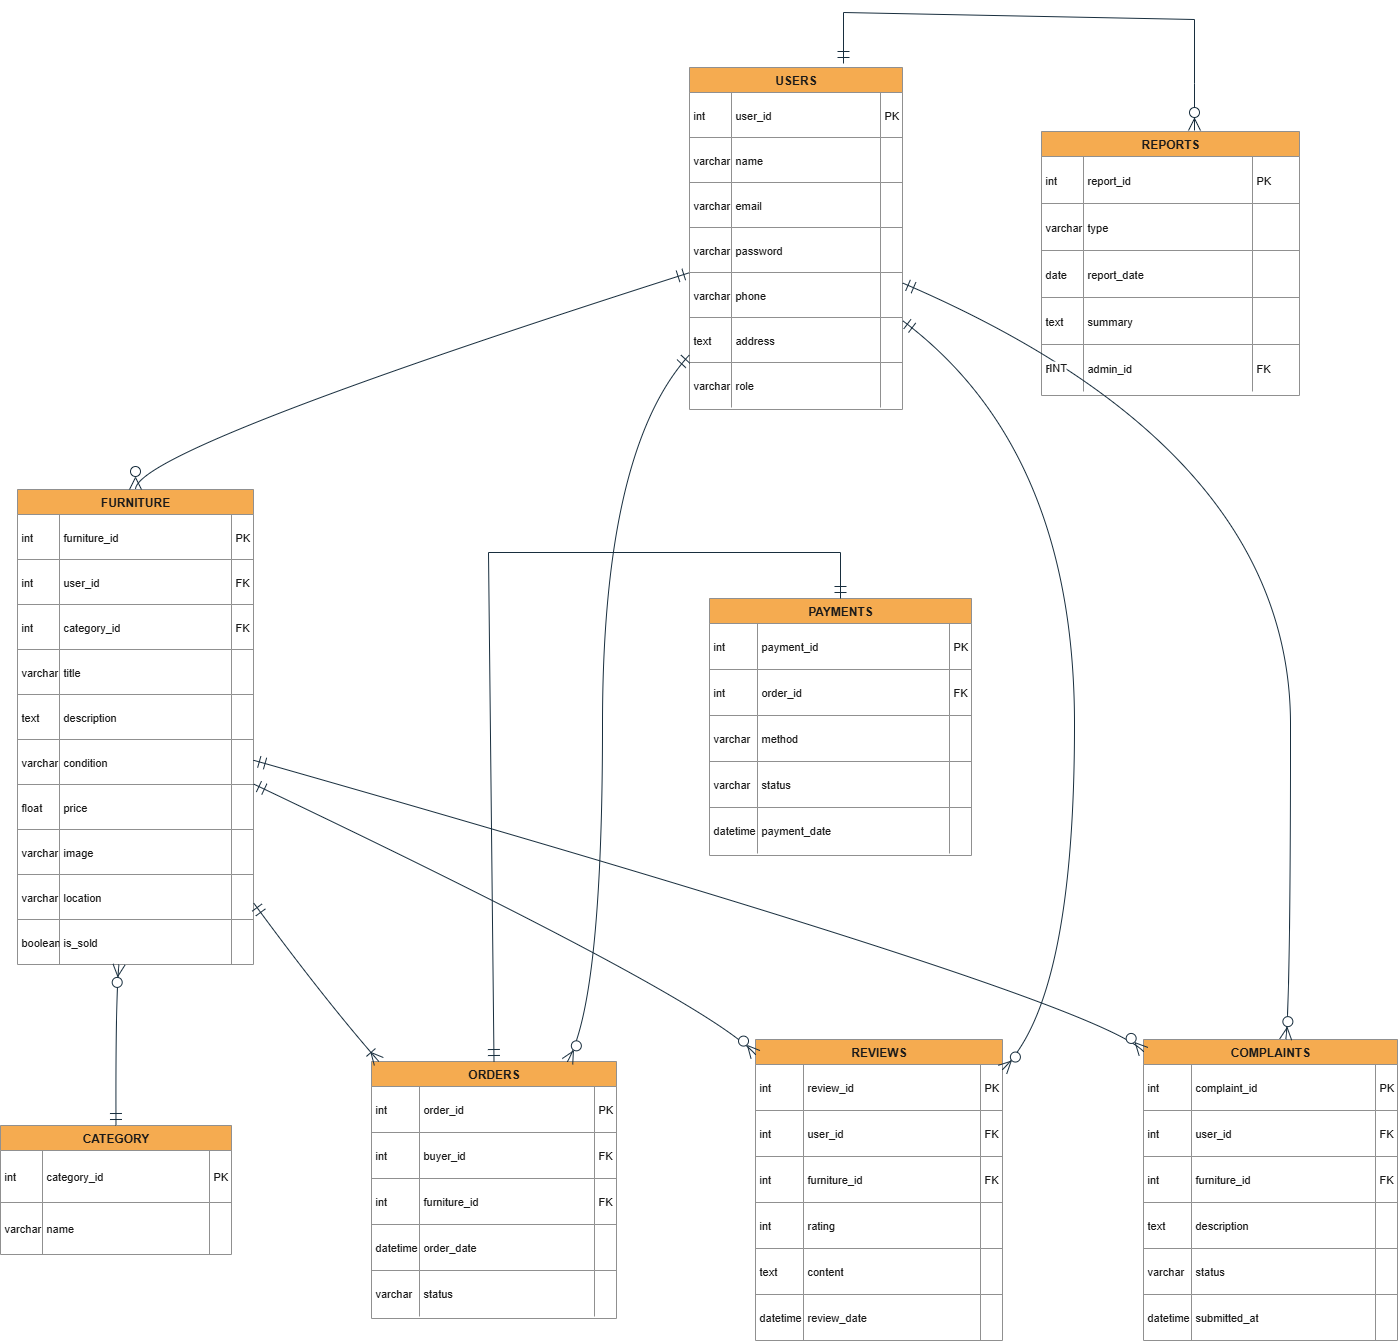 USERS
int user_id PK
varchar name
varchar email
varchar password
varchar phone
text address
varchar role
REPORTS
int report_id PK
varchar type
date report_date
text summary
INT admin_id FK
FURNITURE
int furniture_id PK
int user_id FK
int category_id FK
varchar title
text description
varchar condition
float price
varchar image
varchar location
boolean is_sold
PAYMENTS
int payment_id PK
int order_id FK
varchar method
varchar status
datetime payment_date
CATEGORY
int category_id PK
varchar name
ORDERS
int order_id PK
int buyer_id FK
int furniture_id FK
datetime order_date
varchar status
REVIEWS
int review_id PK
int user_id FK
int furniture_id FK
int rating
text content
datetime review_date
COMPLAINTS
int complaint_id PK
int user_id FK
int furniture_id FK
text description
varchar status
datetime submitted_at